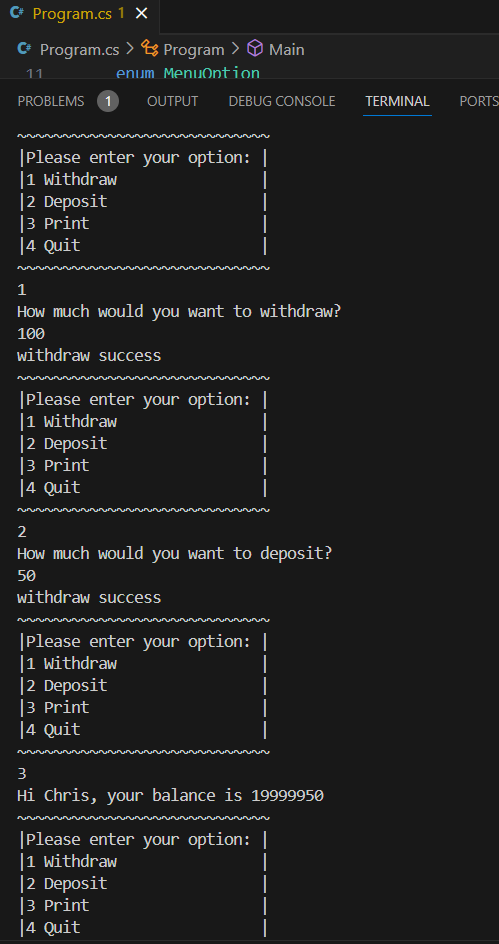 C# Program.cs 1 ×
C# Program.cs > Program > Main
11 enum MenuOption
PROBLEMS 1 OUTPUT DEBUG CONSOLE TERMINAL PORTS
~~~~~~~~~~~~~~~~~~~~~~~~~~~~
|Please enter your option: |
|1 Withdraw                |
|2 Deposit                 |
|3 Print                   |
|4 Quit                    |
~~~~~~~~~~~~~~~~~~~~~~~~~~~~
1
How much would you want to withdraw?
100
withdraw success
~~~~~~~~~~~~~~~~~~~~~~~~~~~~
|Please enter your option: |
|1 Withdraw                |
|2 Deposit                 |
|3 Print                   |
|4 Quit                    |
~~~~~~~~~~~~~~~~~~~~~~~~~~~~
2
How much would you want to deposit?
50
withdraw success
~~~~~~~~~~~~~~~~~~~~~~~~~~~~
|Please enter your option: |
|1 Withdraw                |
|2 Deposit                 |
|3 Print                   |
|4 Quit                    |
~~~~~~~~~~~~~~~~~~~~~~~~~~~~
3
Hi Chris, your balance is 19999950
~~~~~~~~~~~~~~~~~~~~~~~~~~~~
|Please enter your option: |
|1 Withdraw                |
|2 Deposit                 |
|3 Print                   |
|4 Quit                    |